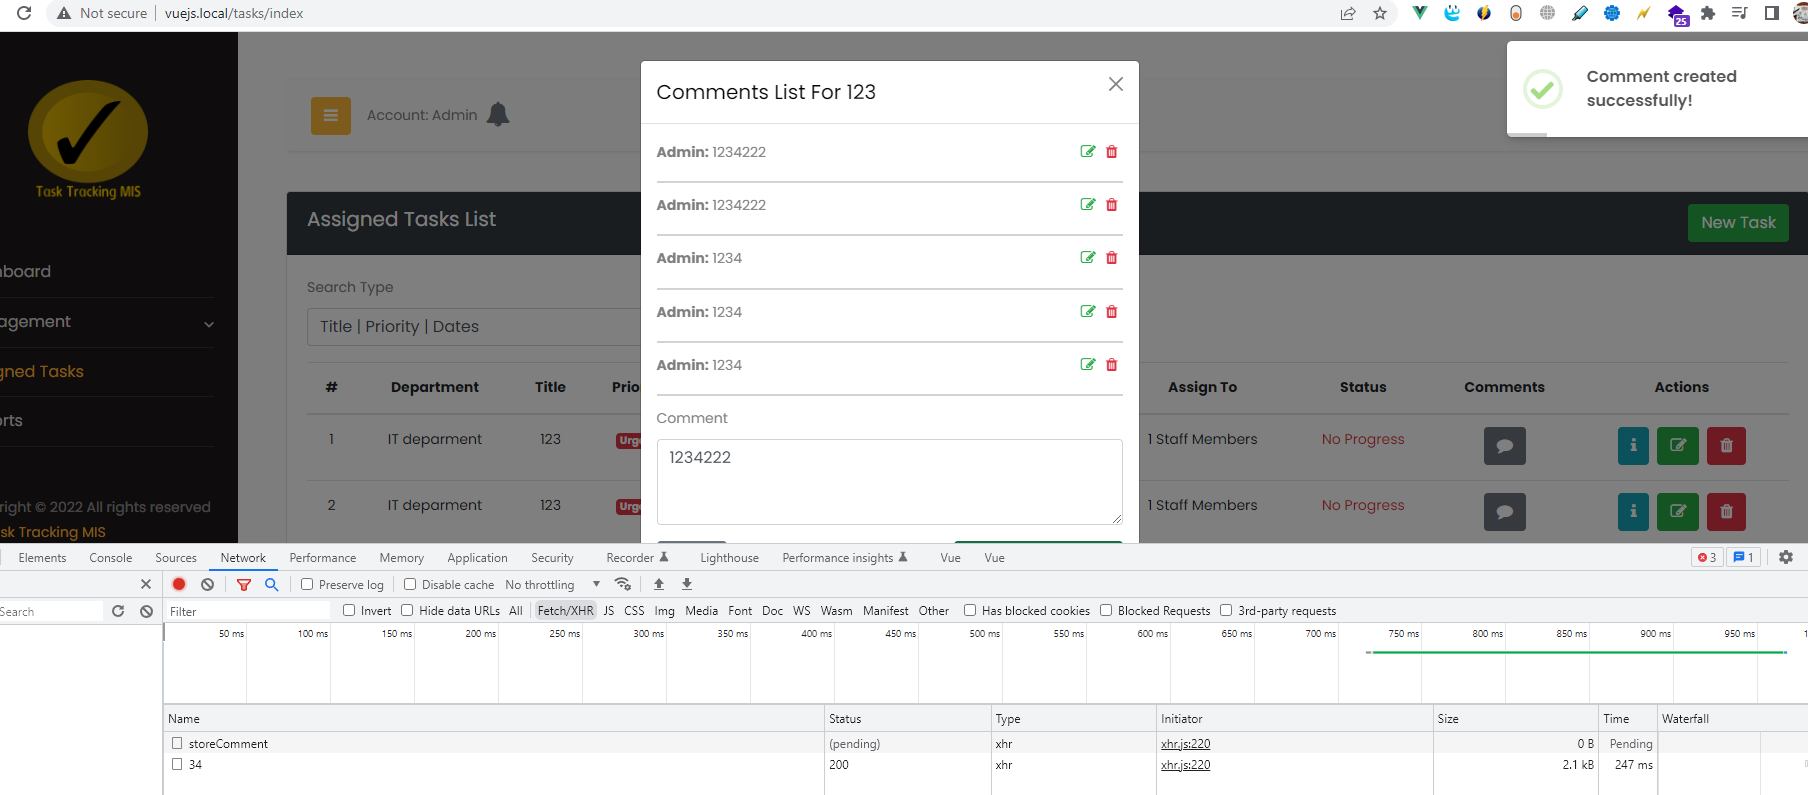 Not secure
vuejs.local/tasks/index
25
Comment created
successfully!
Comments List For 123
Account: Admin
Task Tracking MIS
Admin: 1234222
Admin: 1234222
Admin: 1234
Admin: 1234
Admin: 1234
Comment
1234222
Assigned Tasks List
New Task
board
agement
gned Tasks
rts
Search Type
Title | Priority | Dates
# Department Title Prio Assign To Status Comments Actions
1 IT deparment 123 Urge 1 Staff Members No Progress
2 IT deparment 123 Urge 1 Staff Members No Progress
right © 2022 All rights reserved
sk Tracking MIS
Elements Console Sources Network Performance Memory Application Security Recorder Lighthouse Performance insights Vue Vue 3 1
Preserve log Disable cache No throttling
Search Filter Invert Hide data URLs All Fetch/XHR JS CSS Img Media Font Doc WS Wasm Manifest Other Has blocked cookies Blocked Requests 3rd-party requests
50 ms 100 ms 150 ms 200 ms 250 ms 300 ms 350 ms 400 ms 450 ms 500 ms 550 ms 600 ms 650 ms 700 ms 750 ms 800 ms 850 ms 900 ms 950 ms 1
Name Status Type Initiator Size Time Waterfall
storeComment (pending) xhr xhr.js:220 0 B Pending
34 200 xhr xhr.js:220 2.1 kB 247 ms